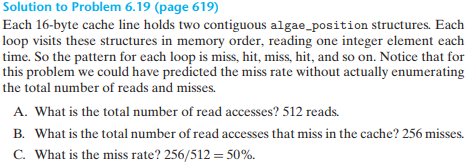 Solution to Problem 6.19 (page 619)
Each 16-byte cache line holds two contiguous algae_position structures. Each
loop visits these structures in memory order, reading one integer element each
time. So the pattern for each loop is miss, hit, miss, hit, and so on. Notice that for
this problem we could have predicted the miss rate without actually enumerating
the total number of reads and misses.
A. What is the total number of read accesses? 512 reads.
B. What is the total number of read accesses that miss in the cache? 256 misses.
C. What is the miss rate? 256/512 = 50%.